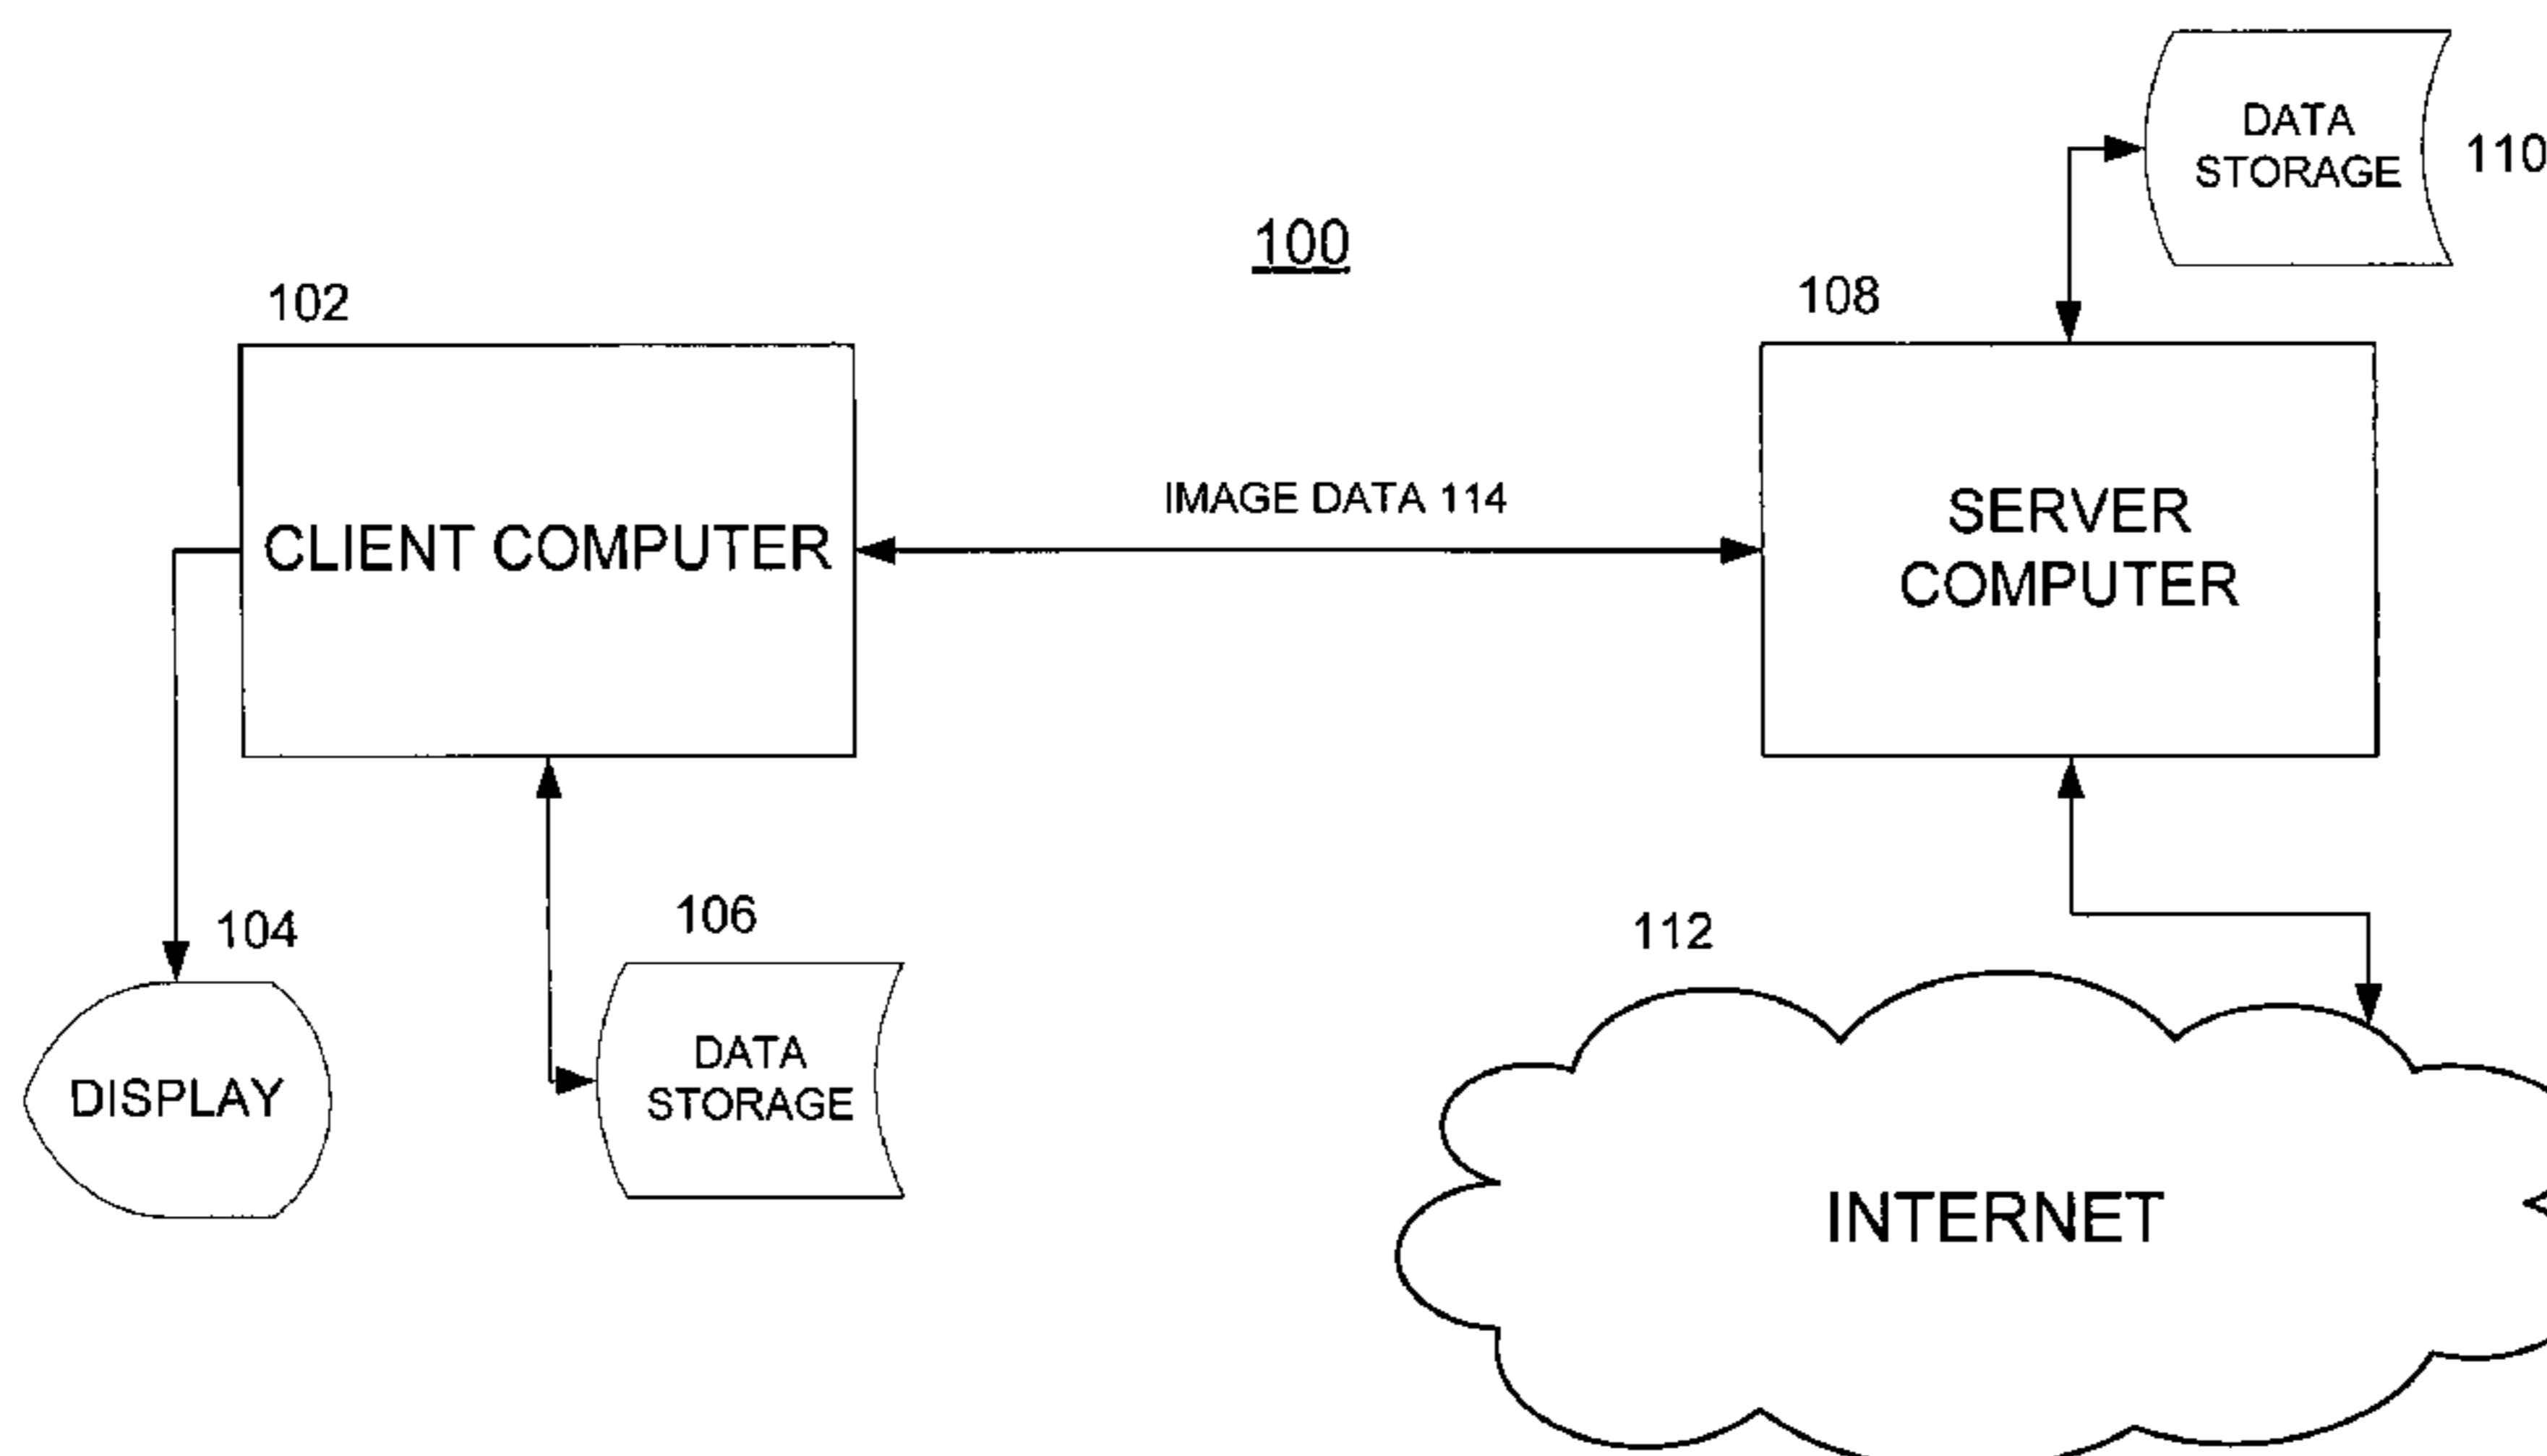 DATA
STORAGE
110
100
102
108
CLIENT COMPUTER
IMAGE DATA 114
SERVER
COMPUTER
104
106
112
DISPLAY
DATA
STORAGE
INTERNET